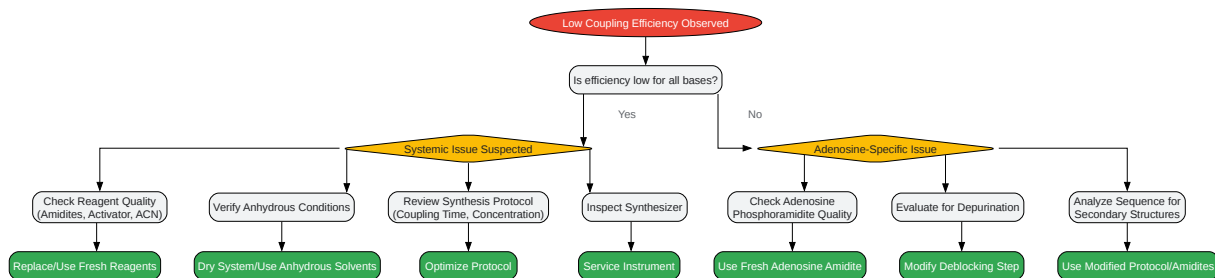 Low Coupling Efficiency Observed
Is efficiency low for all bases?
Yes
No
Systemic Issue Suspected
Adenosine-Specific Issue
Check Reagent Quality
(Amidites, Activator, ACN)
Verify Anhydrous Conditions
Review Synthesis Protocol
(Coupling Time, Concentration)
Inspect Synthesizer
Check Adenosine
Phosphoramidite Quality
Evaluate for Depurination
Analyze Sequence for
Secondary Structures
Replace/Use Fresh Reagents
Dry System/Use Anhydrous Solvents
Optimize Protocol
Service Instrument
Use Fresh Adenosine Amidite
Modify Deblocking Step
Use Modified Protocol/Amidites